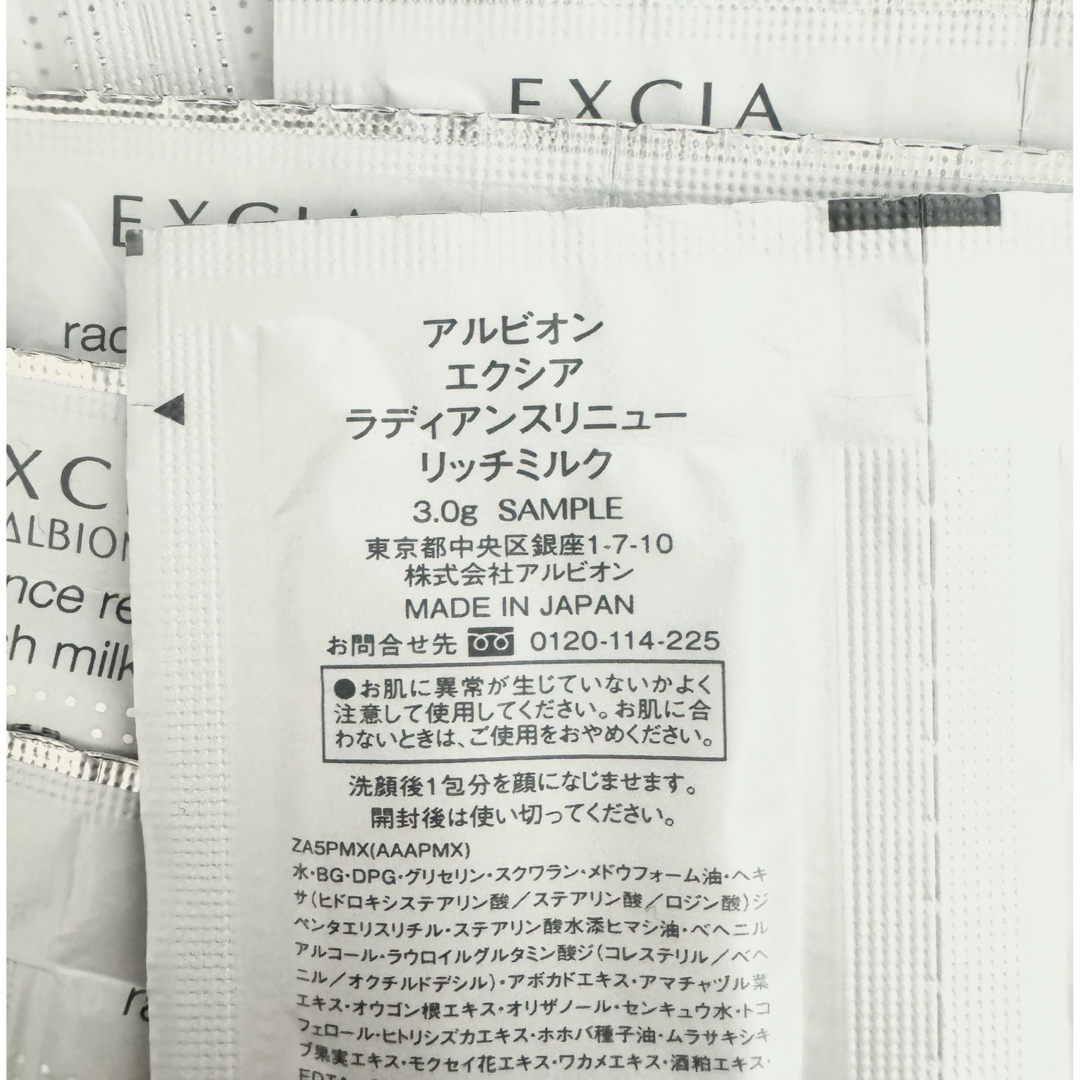 EXCIA
EXCIA
rad
XC
ALBION
nce re
ch milk
アルビオン
エクシア
ラディアンスリニュー
リッチミルク
3.0g SAMPLE
東京都中央区銀座1-7-10
株式会社アルビオン
MADE IN JAPAN
お問合せ先 0120-114-225
●お肌に異常が生じていないかよく
注意して使用してください。お肌に合
わないときは、ご使用をおやめください。
洗顔後1包分を顔になじませます。
開封後は使い切ってください。
ZA5PMX(AAAPMX)
水・BG・DPG・グリセリン・スクワラン・メドウフォーム油・ヘキ
サ(ヒドロキシステアリン酸/ステアリン酸/ロジン酸)ジ
ペンタエリスリチル・ステアリン酸水添ヒマシ油・ベヘニル
アルコール・ラウロイルグルタミン酸ジ(コレステリル/ベヘ
ニル/オクチルドデシル)・アボカドエキス・アマチャヅル葉
エキス・オウゴン根エキス・オリザノール・センキュウ水・トコ
フェロール・ヒトリシズカエキス・ホホバ種子油・ムラサキシキ
ブ果実エキス・モクセイ花エキス・ワカメエキス・酒粕エキス・